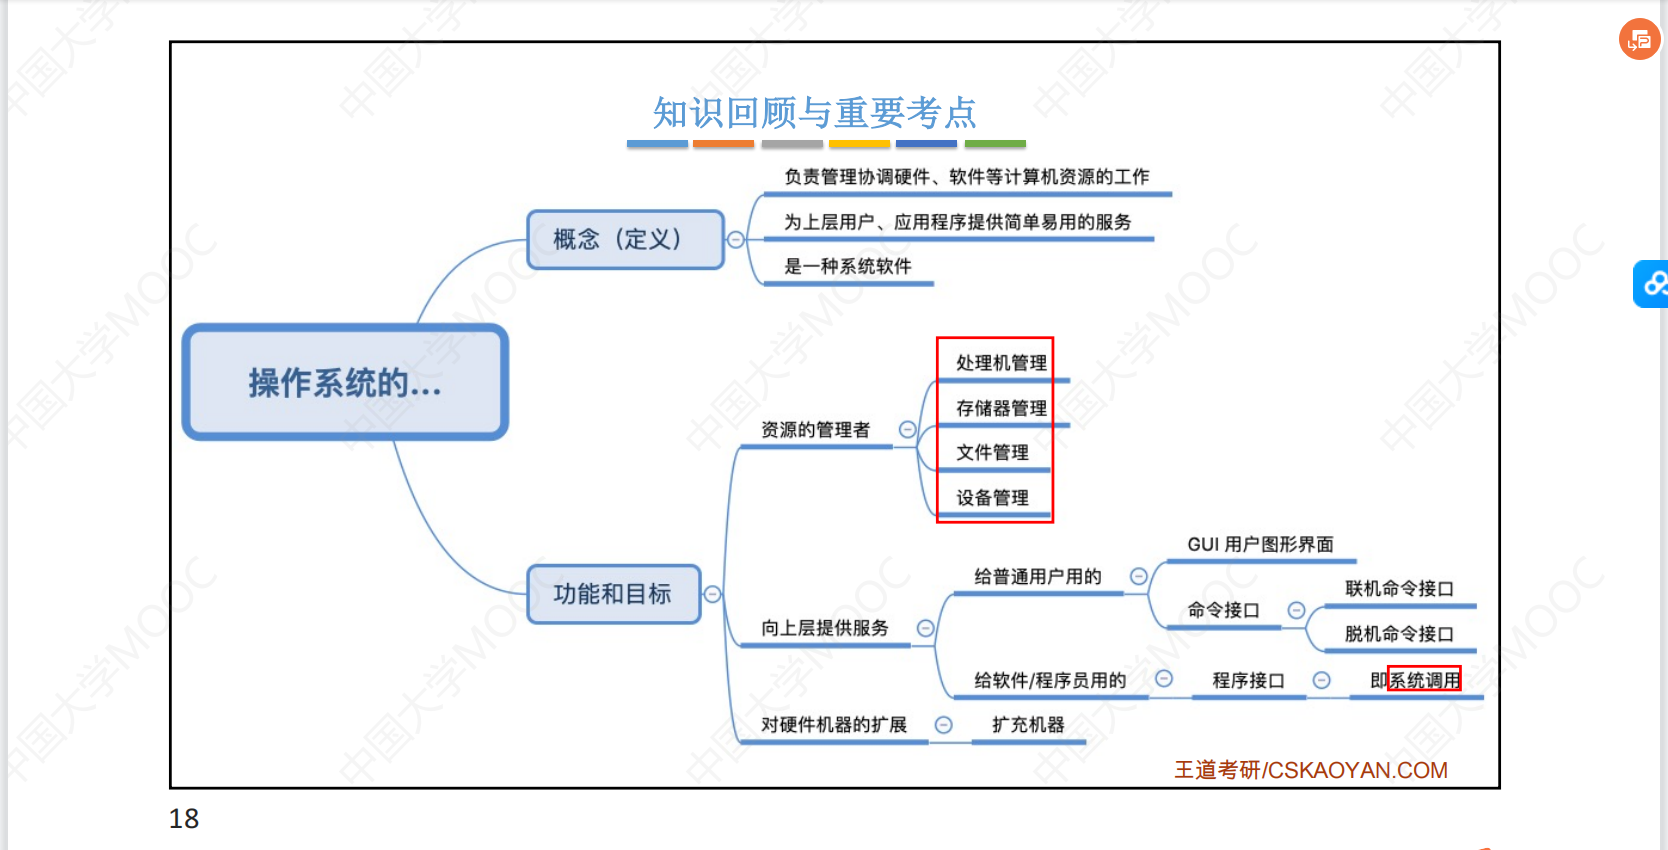 知识回顾与重要考点
负责管理协调硬件、软件等计算机资源的工作
为上层用户、应用程序提供简单易用的服务
概念（定义）
是一种系统软件
操作系统的...
处理机管理
存储器管理
资源的管理者
文件管理
设备管理
GUI 用户图形界面
给普通用户用的
联机命令接口
功能和目标
命令接口
向上层提供服务
脱机命令接口
给软件/程序员用的
程序接口
即系统调用
对硬件机器的扩展
扩充机器
王道考研/CSKAOYAN.COM
18
中国大学MOOC